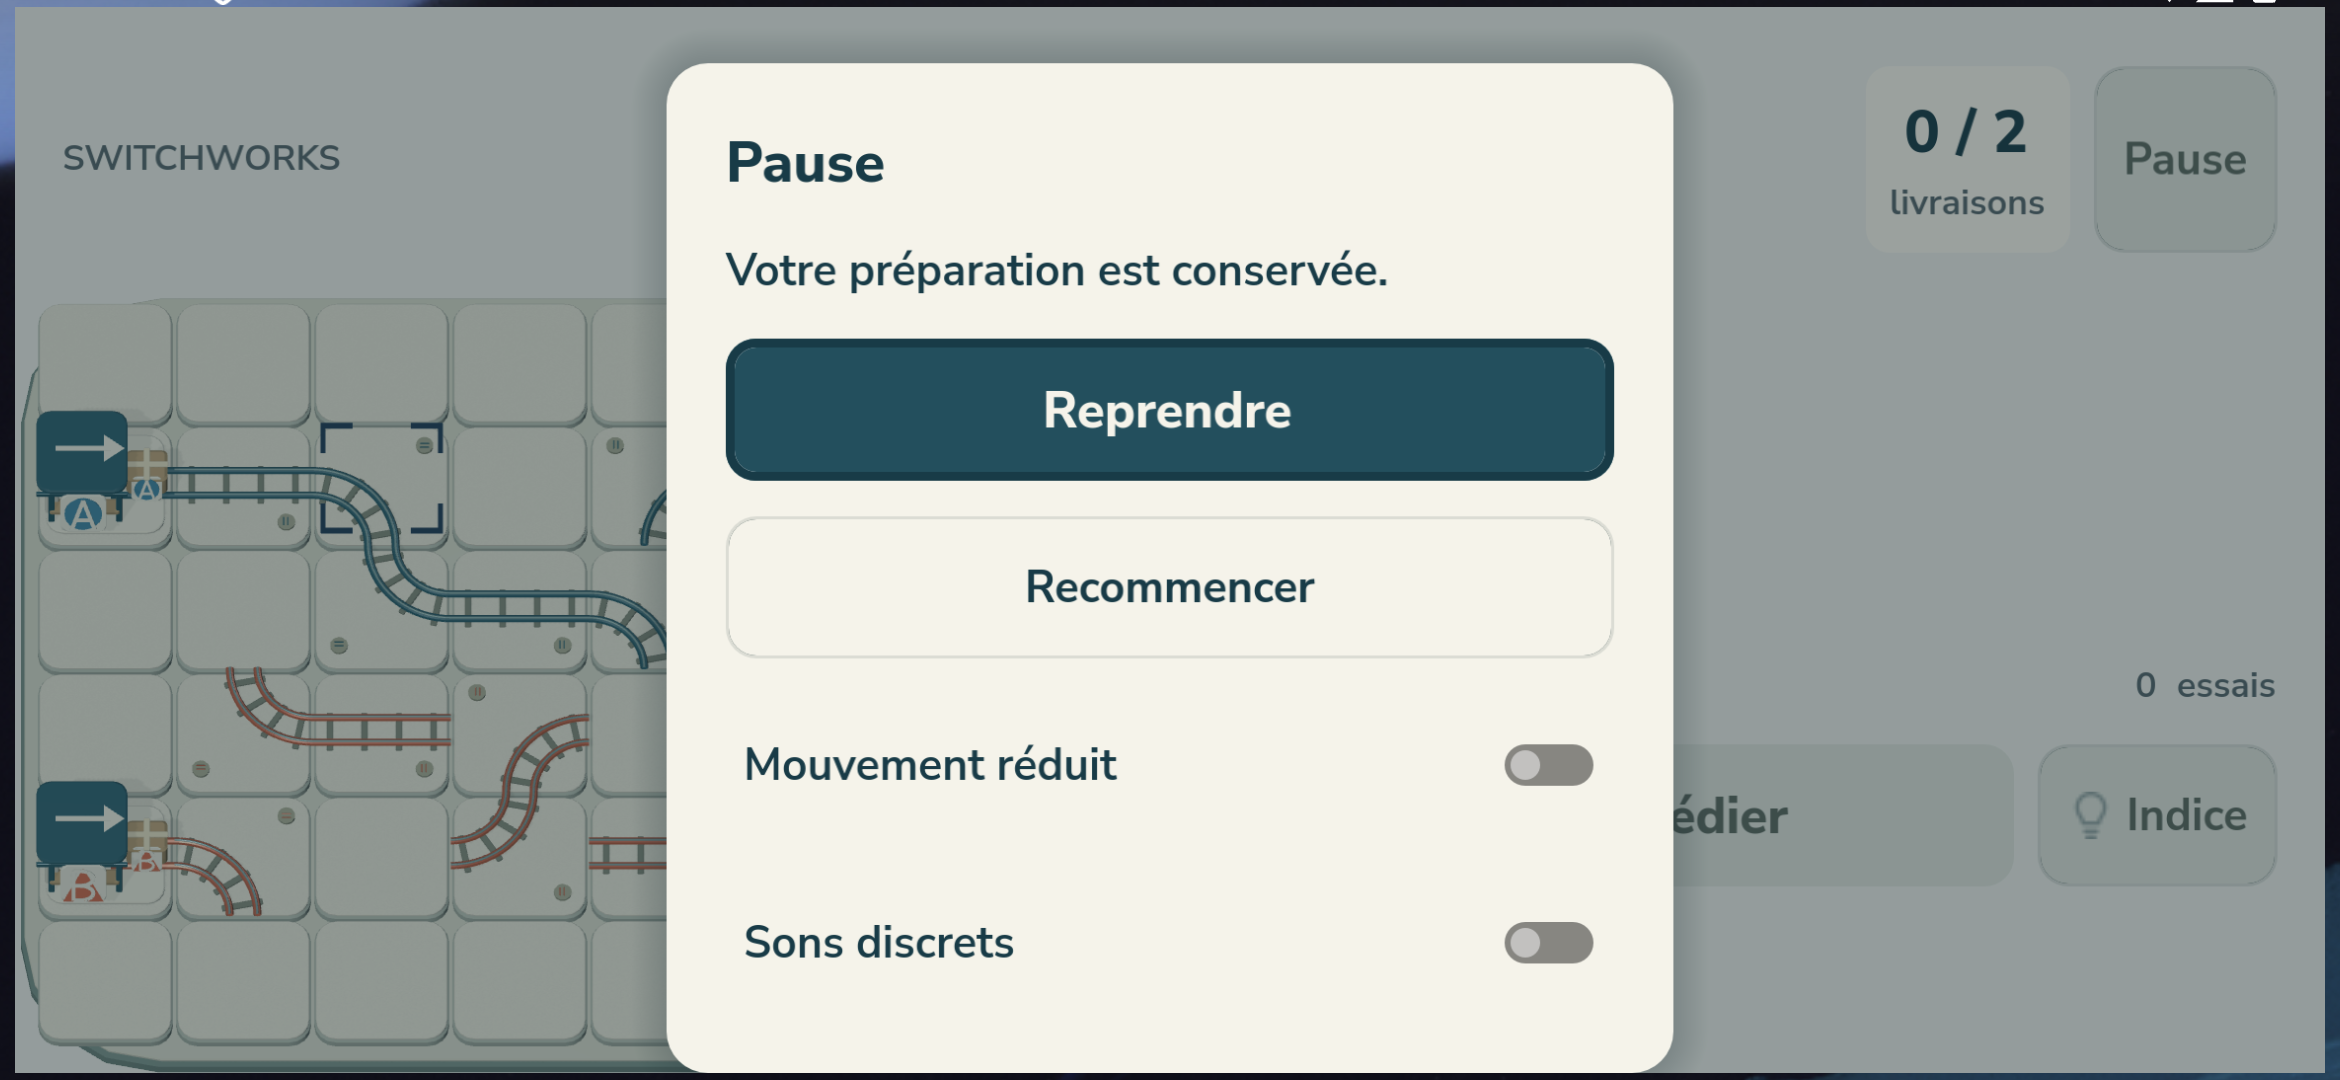 SWITCHWORKS
0 / 2
livraisons
Pause
Pause
Votre préparation est conservée.
Reprendre
Recommencer
Mouvement réduit
Sons discrets
0 essais
édier
Indice
A
A
B
B